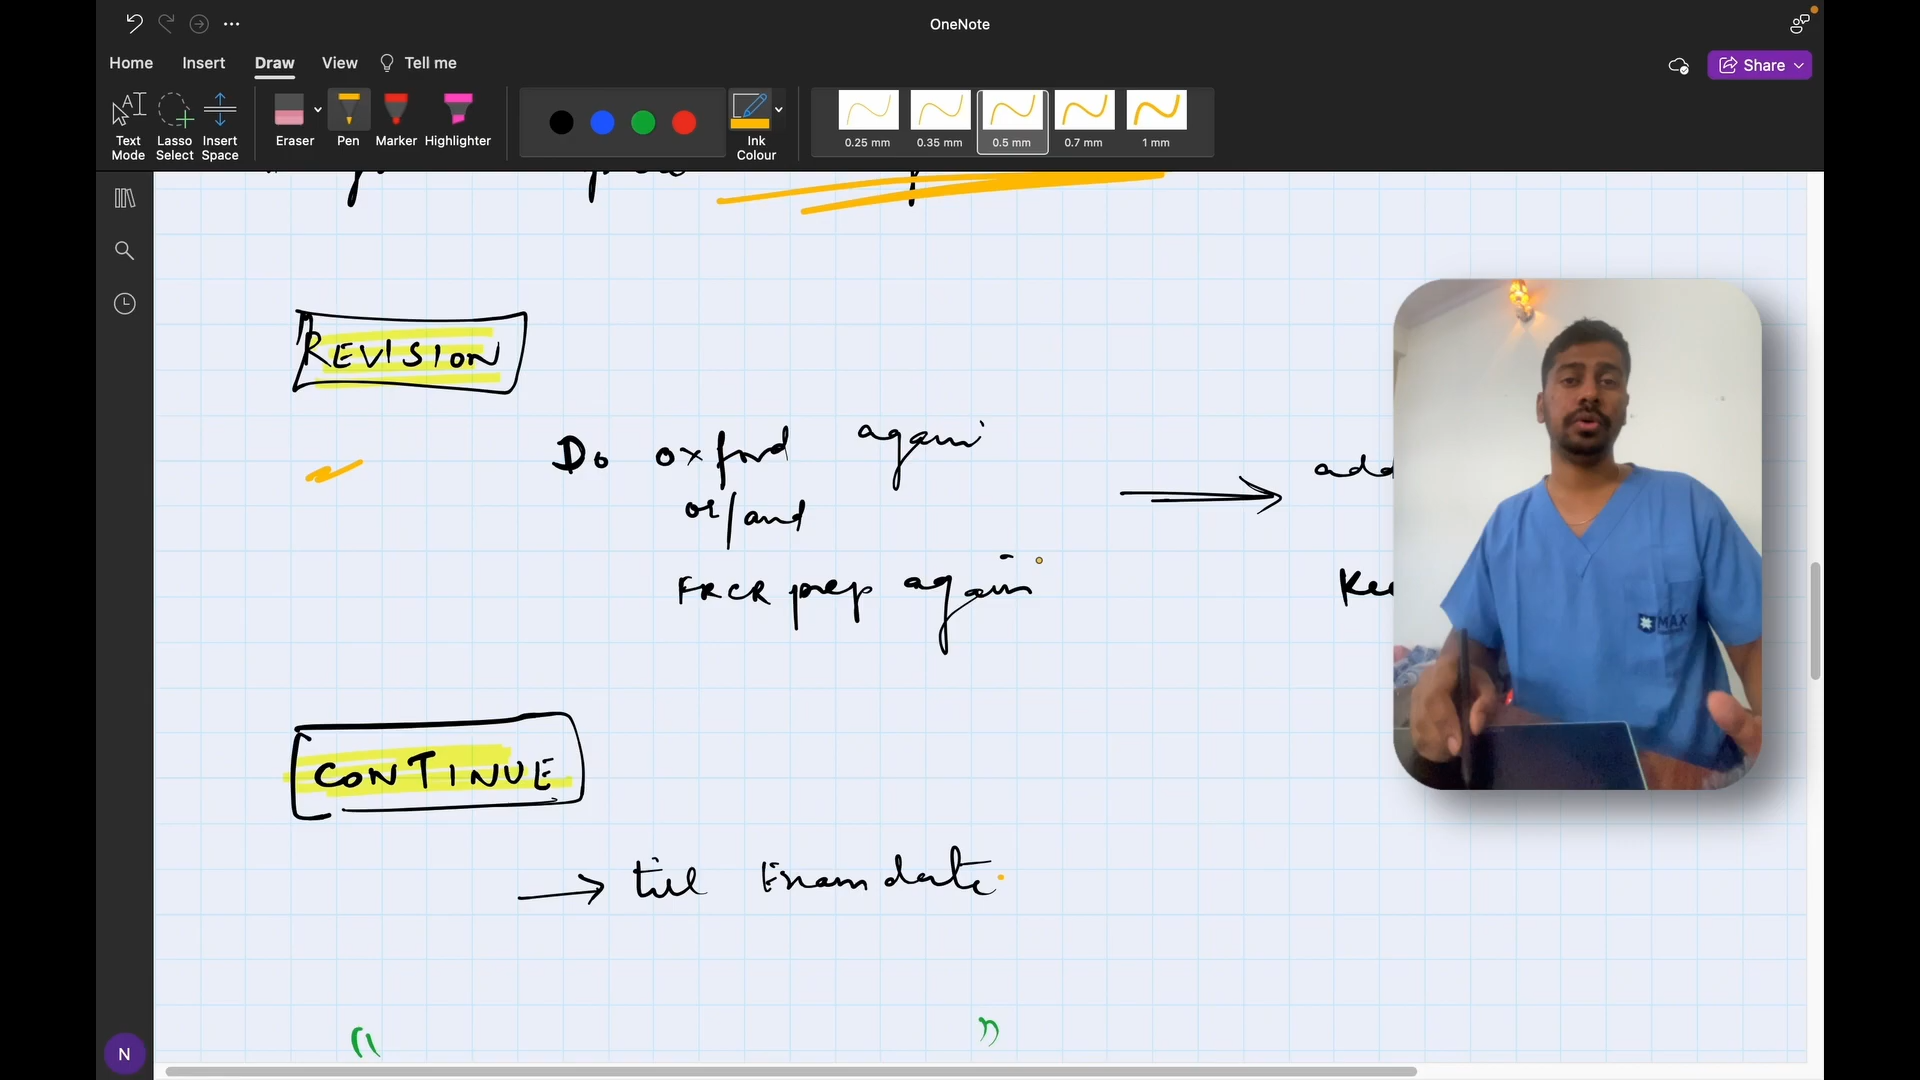 OneNote
Home Insert Draw View Tell me
Share
Text Mode
Lasso Select
Insert Space
Eraser
Pen
Marker
Highlighter
Ink Colour
0.25 mm
0.35 mm
0.5 mm
0.7 mm
1 mm
REVISION
Do oxford again
or/and
FRCR prep again
add
MAX
CONTINUE
→ till Exam date
N